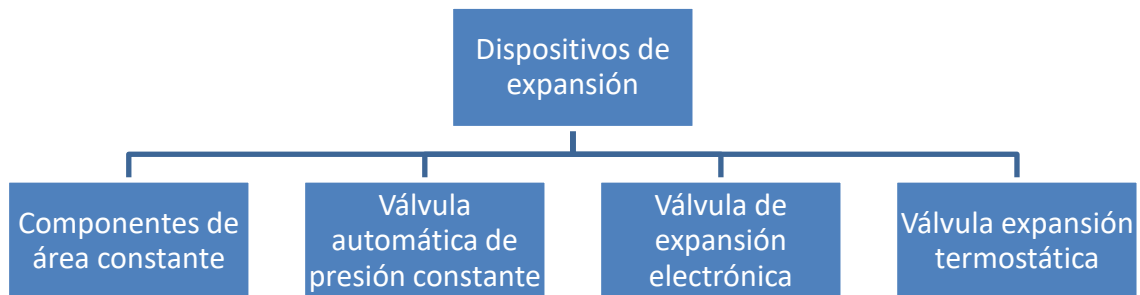 Dispositivos de
expansión
Componentes de
área constante
Válvula
automática de
presión constante
Válvula de
expansión
electrónica
Válvula expansión
termostática